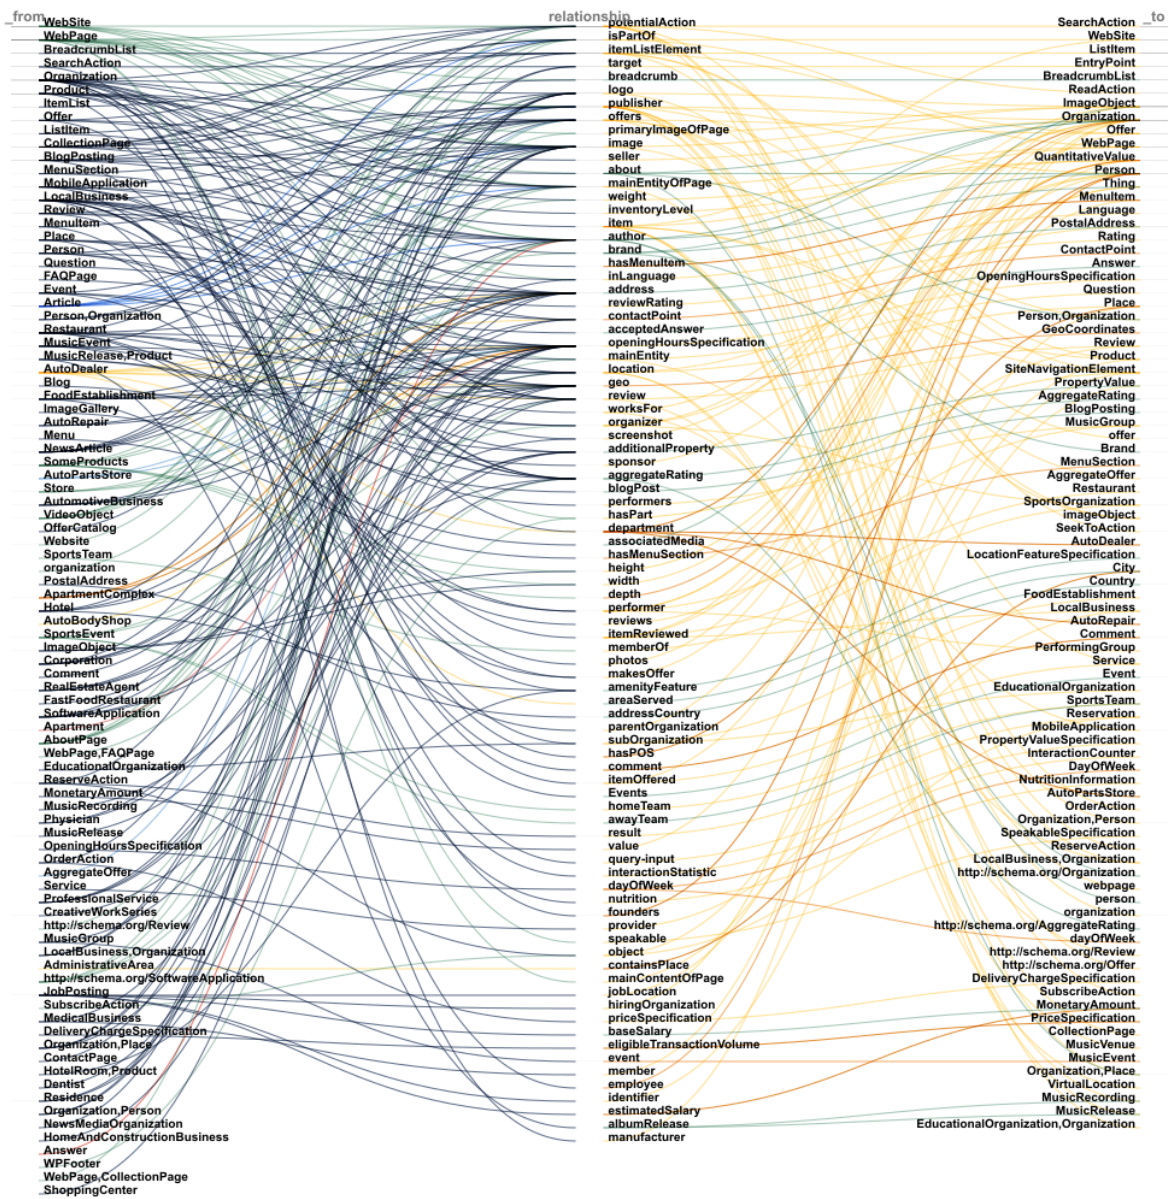 _from
WebSite
WebPage
BreadcrumbList
SearchAction
Organization
Product
ItemList
Offer
ListItem
CollectionPage
BlogPosting
MenuSection
MobileApplication
LocalBusiness
Review
MenuItem
Place
Person
Question
FAQPage
Event
Article
Person,Organization
Restaurant
MusicEvent
MusicRelease,Product
AutoDealer
Blog
FoodEstablishment
ImageGallery
AutoRepair
Menu
NewsArticle
SomeProducts
AutoPartsStore
Store
AutomotiveBusiness
VideoObject
OfferCatalog
Website
SportsTeam
organization
PostalAddress
ApartmentComplex
Hotel
AutoBodyShop
SportsEvent
ImageObject
Corporation
Comment
RealEstateAgent
FastFoodRestaurant
SoftwareApplication
Apartment
AboutPage
WebPage,FAQPage
EducationalOrganization
ReserveAction
MonetaryAmount
MusicRecording
Physician
MusicRelease
OpeningHoursSpecification
OrderAction
AggregateOffer
Service
ProfessionalService
CreativeWorkSeries
http://schema.org/Review
MusicGroup
LocalBusiness,Organization
AdministrativeArea
http://schema.org/SoftwareApplication
JobPosting
SubscribeAction
MedicalBusiness
DeliveryChargeSpecification
Organization,Place
ContactPage
HotelRoom,Product
Dentist
Residence
Organization,Person
NewsMediaOrganization
HomeAndConstructionBusiness
Answer
WPFooter
WebPage,CollectionPage
ShoppingCenter
relationship
potentialAction
isPartOf
itemListElement
target
breadcrumb
logo
publisher
offers
primaryImageOfPage
image
seller
about
mainEntityOfPage
weight
inventoryLevel
item
author
brand
hasMenuItem
inLanguage
address
reviewRating
contactPoint
acceptedAnswer
openingHoursSpecification
mainEntity
location
geo
review
worksFor
organizer
screenshot
additionalProperty
sponsor
aggregateRating
blogPost
performers
hasPart
department
associatedMedia
hasMenuSection
height
width
depth
performer
reviews
itemReviewed
memberOf
photos
makesOffer
amenityFeature
areaServed
addressCountry
parentOrganization
subOrganization
hasPOS
comment
itemOffered
Events
homeTeam
awayTeam
result
value
query-input
interactionStatistic
dayOfWeek
nutrition
founders
provider
speakable
object
containsPlace
mainContentOfPage
jobLocation
hiringOrganization
priceSpecification
baseSalary
eligibleTransactionVolume
event
member
employee
identifier
estimatedSalary
albumRelease
manufacturer
_to
SearchAction
WebSite
ListItem
EntryPoint
BreadcrumbList
ReadAction
ImageObject
Organization
Offer
WebPage
QuantitativeValue
Person
Thing
MenuItem
Language
PostalAddress
Rating
ContactPoint
Answer
OpeningHoursSpecification
Question
Place
Person,Organization
GeoCoordinates
Review
Product
SiteNavigationElement
PropertyValue
AggregateRating
BlogPosting
MusicGroup
offer
Brand
MenuSection
AggregateOffer
Restaurant
SportsOrganization
imageObject
SeekToAction
AutoDealer
LocationFeatureSpecification
City
Country
FoodEstablishment
LocalBusiness
AutoRepair
Comment
PerformingGroup
Service
Event
EducationalOrganization
SportsTeam
Reservation
MobileApplication
PropertyValueSpecification
InteractionCounter
DayOfWeek
NutritionInformation
AutoPartsStore
OrderAction
Organization,Person
SpeakableSpecification
ReserveAction
LocalBusiness,Organization
http://schema.org/Organization
webpage
person
organization
http://schema.org/AggregateRating
dayOfWeek
http://schema.org/Review
http://schema.org/Offer
DeliveryChargeSpecification
SubscribeAction
MonetaryAmount
PriceSpecification
CollectionPage
MusicVenue
MusicEvent
Organization,Place
VirtualLocation
MusicRecording
MusicRelease
EducationalOrganization,Organization